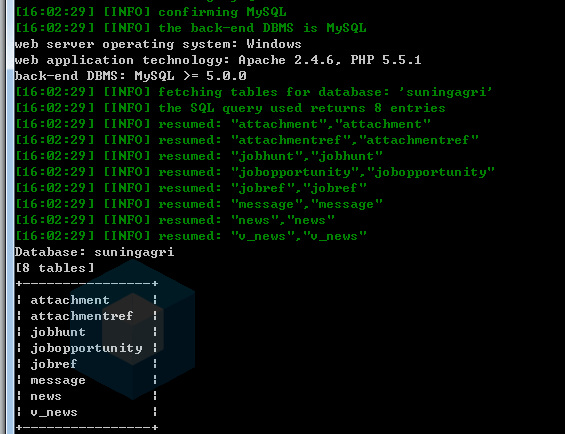 [16:02:29] [INFO] confirming MySQL
[16:02:29] [INFO] the back-end DBMS is MySQL
web server operating system: Windows
web application technology: Apache 2.4.6, PHP 5.5.1
back-end DBMS: MySQL >= 5.0.0
[16:02:29] [INFO] fetching tables for database: 'suningagri'
[16:02:29] [INFO] the SQL query used returns 8 entries
[16:02:29] [INFO] resumed: "attachment","attachment"
[16:02:29] [INFO] resumed: "attachmentref","attachmentref"
[16:02:29] [INFO] resumed: "jobhunt","jobhunt"
[16:02:29] [INFO] resumed: "jobopportunity","jobopportunity"
[16:02:29] [INFO] resumed: "jobref","jobref"
[16:02:29] [INFO] resumed: "message","message"
[16:02:29] [INFO] resumed: "news","news"
[16:02:29] [INFO] resumed: "v_news","v_news"
Database: suningagri
[8 tables]
+----------------+
| attachment     |
| attachmentref  |
| jobhunt        |
| jobopportunity |
| jobref         |
| message        |
| news           |
| v_news         |
+----------------+